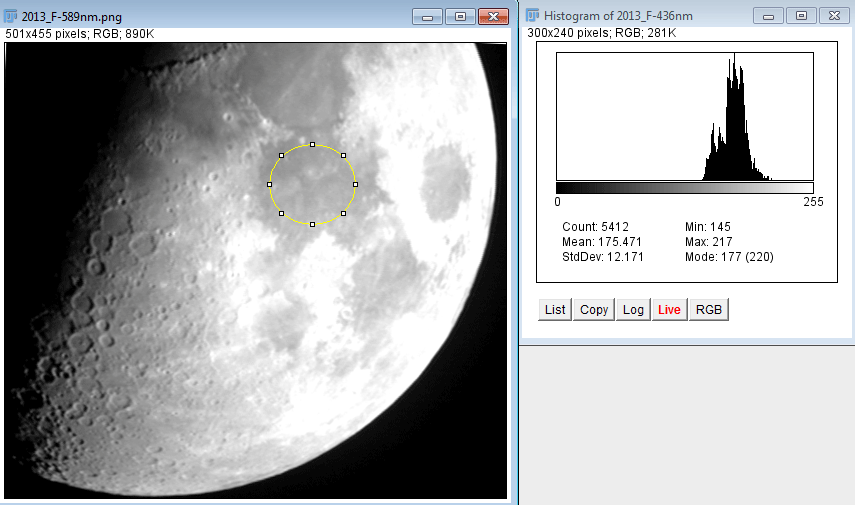 2013_F-589nm.png
501x455 pixels; RGB; 890K
Histogram of 2013_F-436nm
300x240 pixels; RGB; 281K
0 255
Count: 5412 Min: 145
Mean: 175.471 Max: 217
StdDev: 12.171 Mode: 177 (220)
List Copy Log Live RGB